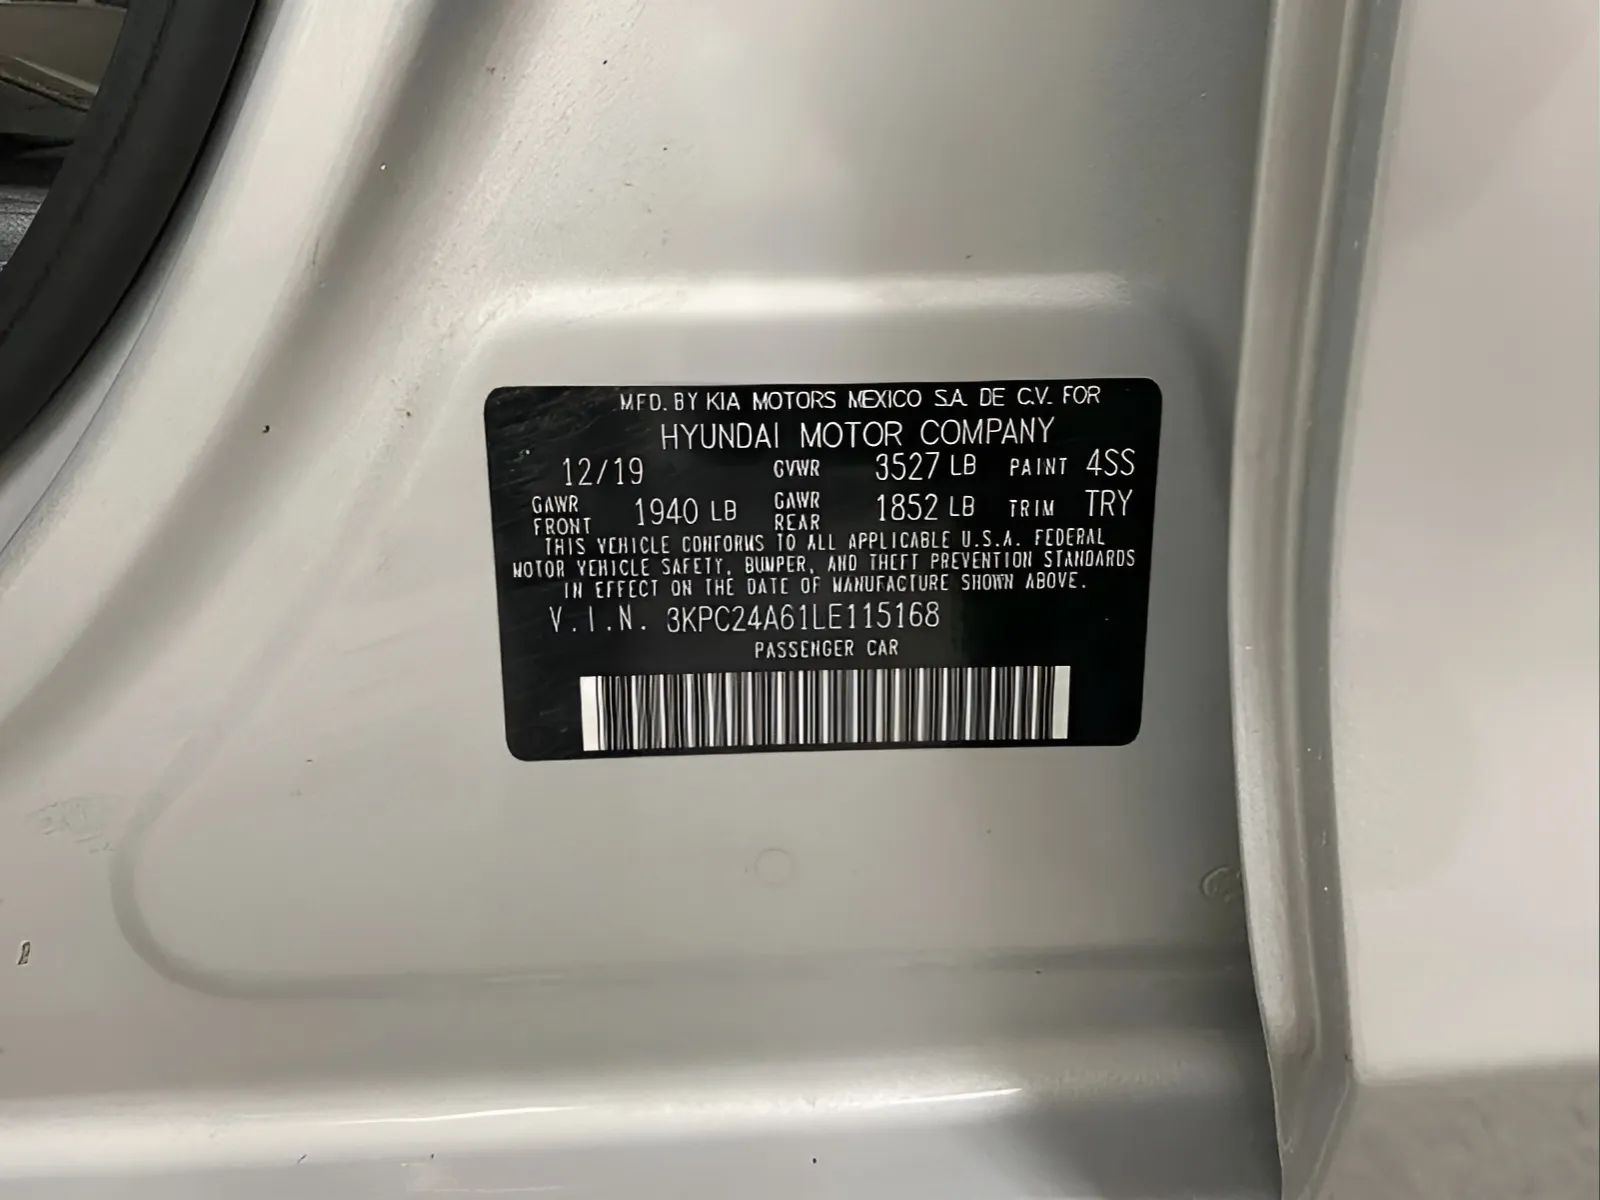 MFD. BY KIA MOTORS MEXICO S.A. DE C.V. FOR
HYUNDAI MOTOR COMPANY
12/19 GVWR 3527 LB PAINT 4SS
GAWR FRONT 1940 LB GAWR REAR 1852 LB TRIM TRY
THIS VEHICLE CONFORMS TO ALL APPLICABLE U.S.A. FEDERAL
MOTOR VEHICLE SAFETY, BUMPER, AND THEFT PREVENTION STANDARDS
IN EFFECT ON THE DATE OF MANUFACTURE SHOWN ABOVE.
V.I.N. 3KPC24A61LE115168
PASSENGER CAR